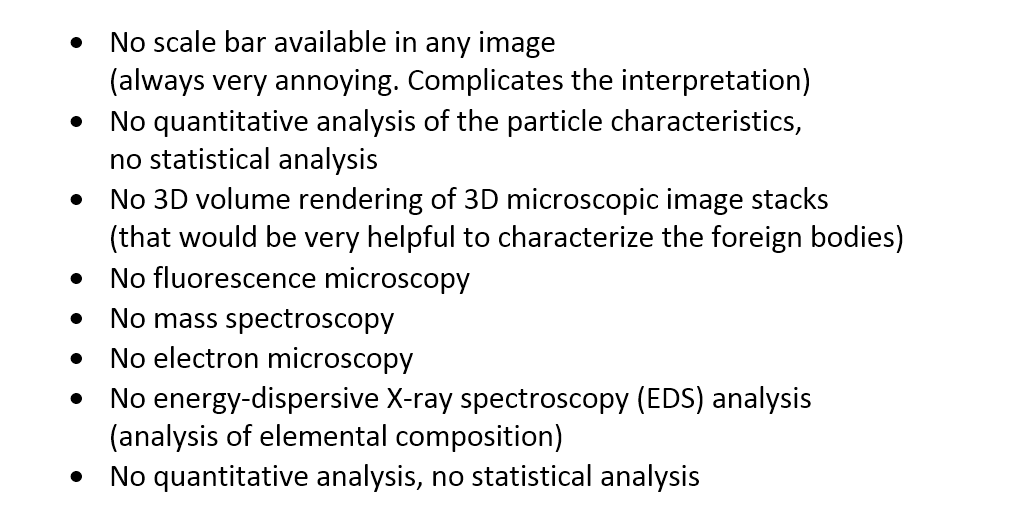 • No scale bar available in any image
(always very annoying. Complicates the interpretation)
• No quantitative analysis of the particle characteristics,
no statistical analysis
• No 3D volume rendering of 3D microscopic image stacks
(that would be very helpful to characterize the foreign bodies)
• No fluorescence microscopy
• No mass spectroscopy
• No electron microscopy
• No energy-dispersive X-ray spectroscopy (EDS) analysis
(analysis of elemental composition)
• No quantitative analysis, no statistical analysis